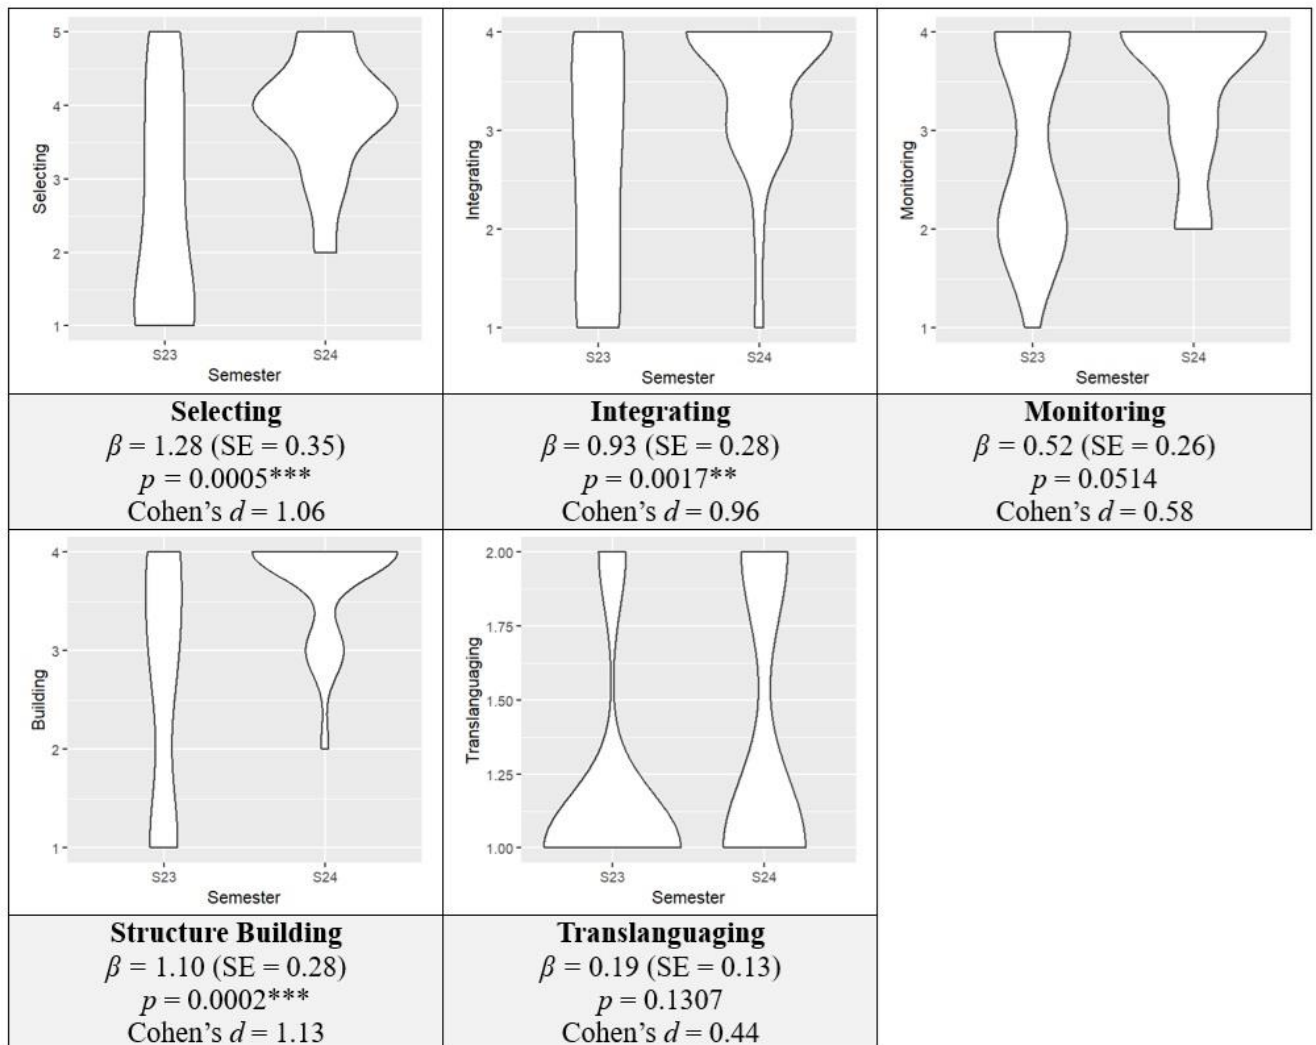 5
4
3
2
1
Selecting
S23
S24
Semester
Selecting
β = 1.28 (SE = 0.35)
p = 0.0005***
Cohen’s d = 1.06
4
3
2
1
Integrating
S23
S24
Semester
Integrating
β = 0.93 (SE = 0.28)
p = 0.0017**
Cohen’s d = 0.96
4
3
2
1
Monitoring
S23
S24
Semester
Monitoring
β = 0.52 (SE = 0.26)
p = 0.0514
Cohen’s d = 0.58
4
3
2
1
Building
S23
S24
Semester
Structure Building
β = 1.10 (SE = 0.28)
p = 0.0002***
Cohen’s d = 1.13
2.00
1.75
1.50
1.25
1.00
Translanguaging
S23
S24
Semester
Translanguaging
β = 0.19 (SE = 0.13)
p = 0.1307
Cohen’s d = 0.44